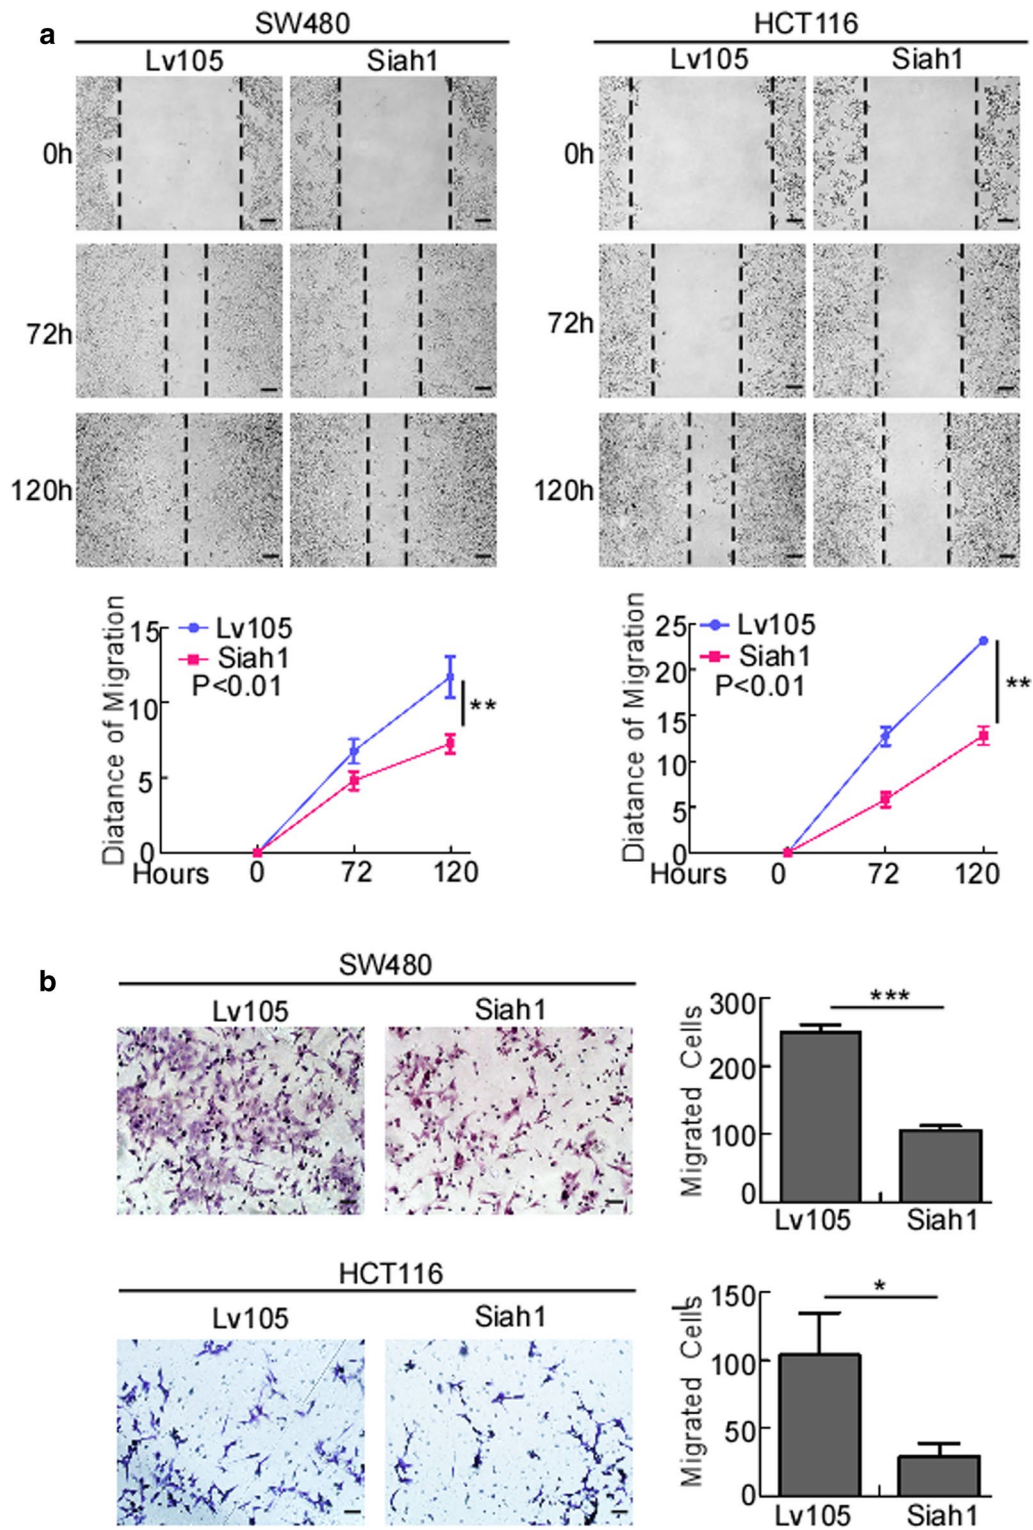 a
SW480
HCT116
Lv105 Siah1
Lv105 Siah1
0h
0h
72h
72h
120h
120h
Diatance of Migration
15
10
5
0
Lv105
Siah1
P<0.01
**
Hours 0 72 120
Diatance of Migration
25
20
15
10
5
0
Lv105
Siah1
P<0.01
**
Hours 0 72 120
b
SW480
Lv105 Siah1
Migrated Cells
300
200
100
0
***
Lv105 Siah1
HCT116
Lv105 Siah1
Migrated Cells
150
100
50
0
*
Lv105 Siah1